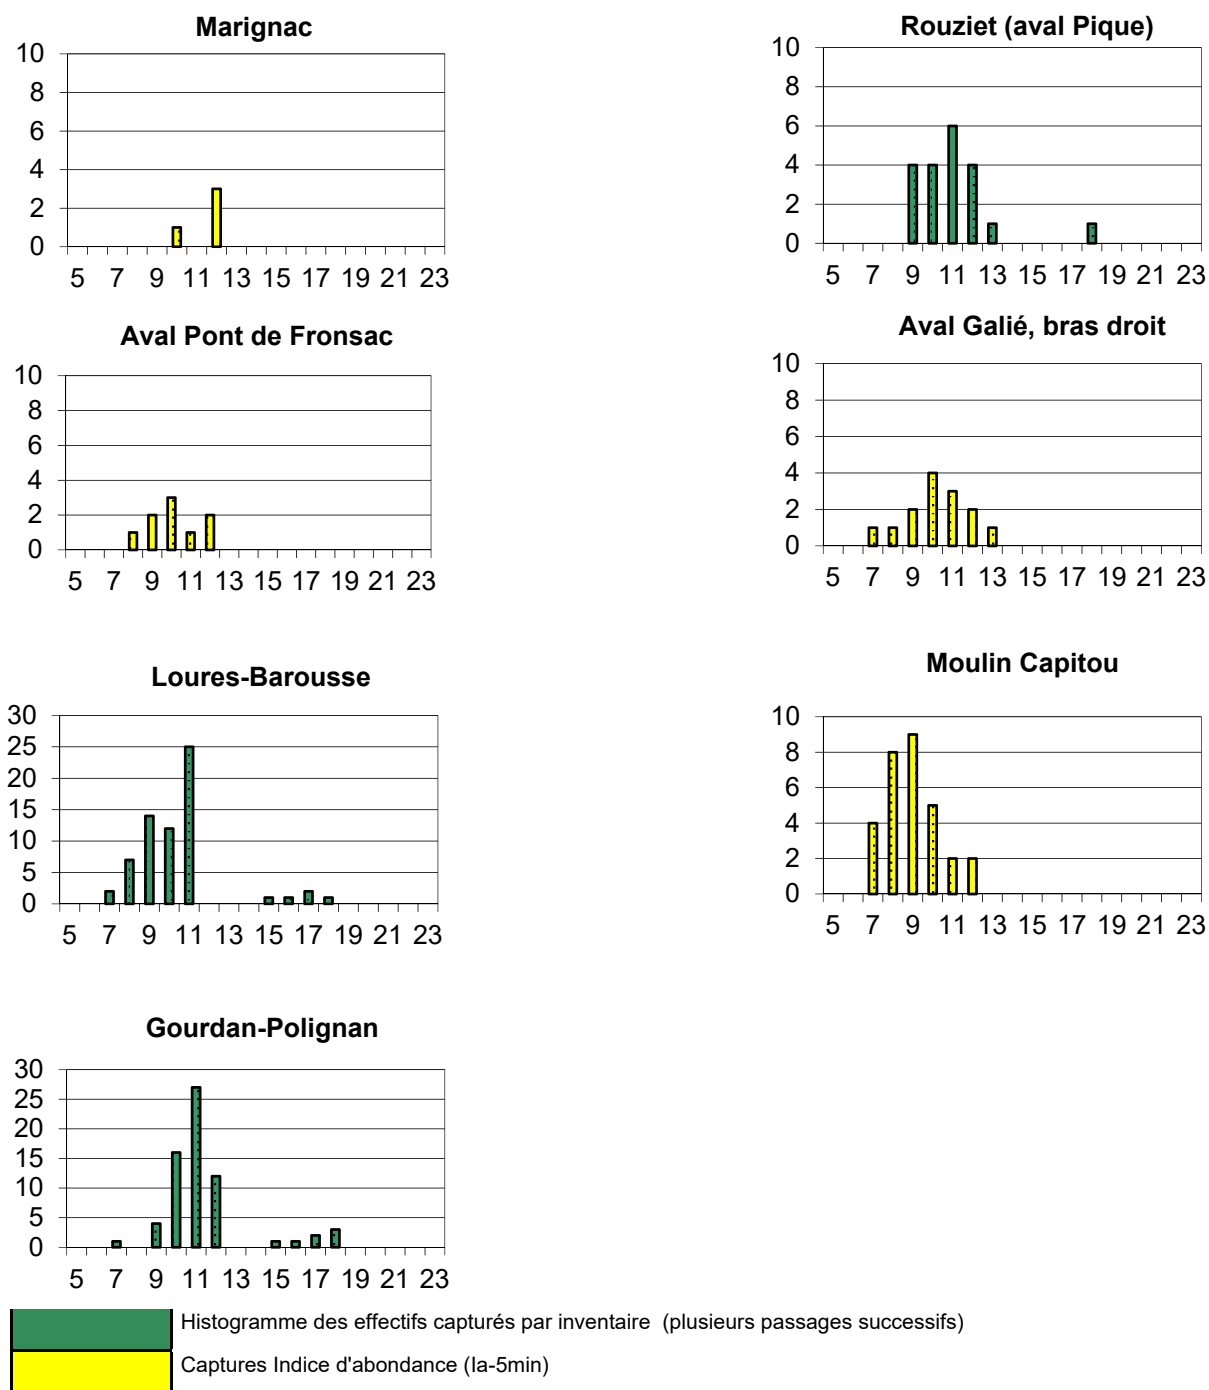 Marignac
10
8
6
4
2
0
5 7 9 11 13 15 17 19 21 23
Rouziet (aval Pique)
10
8
6
4
2
0
5 7 9 11 13 15 17 19 21 23
Aval Pont de Fronsac
10
8
6
4
2
0
5 7 9 11 13 15 17 19 21 23
Aval Galié, bras droit
10
8
6
4
2
0
5 7 9 11 13 15 17 19 21 23
Loures-Barousse
30
25
20
15
10
5
0
5 7 9 11 13 15 17 19 21 23
Moulin Capitou
10
8
6
4
2
0
5 7 9 11 13 15 17 19 21 23
Gourdan-Polignan
30
25
20
15
10
5
0
5 7 9 11 13 15 17 19 21 23
Histogramme des effectifs capturés par inventaire (plusieurs passages successifs)
Captures Indice d'abondance (Ia-5min)